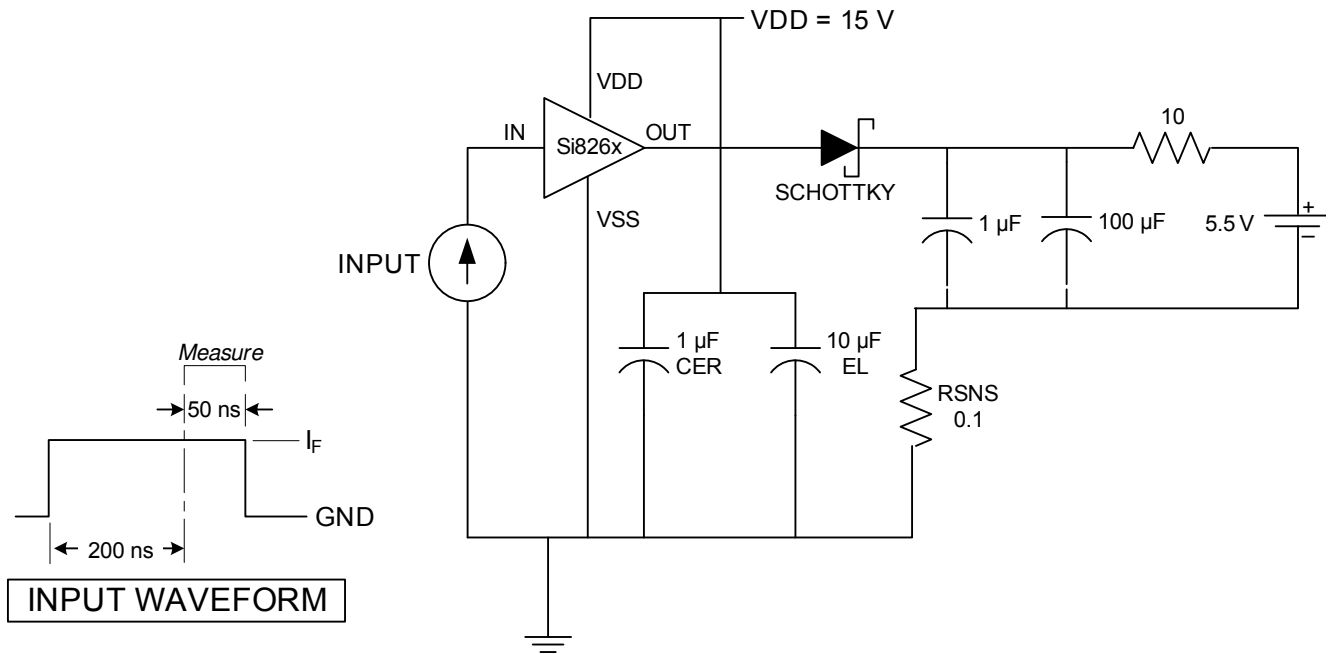 VDD = 15 V
VDD
IN
Si826x
OUT
10
SCHOTTKY
VSS
1 µF
100 µF
5.5 V
+
–
INPUT
1 µF
CER
10 µF
EL
RSNS
0.1
Measure
50 ns
IF
GND
200 ns
INPUT WAVEFORM